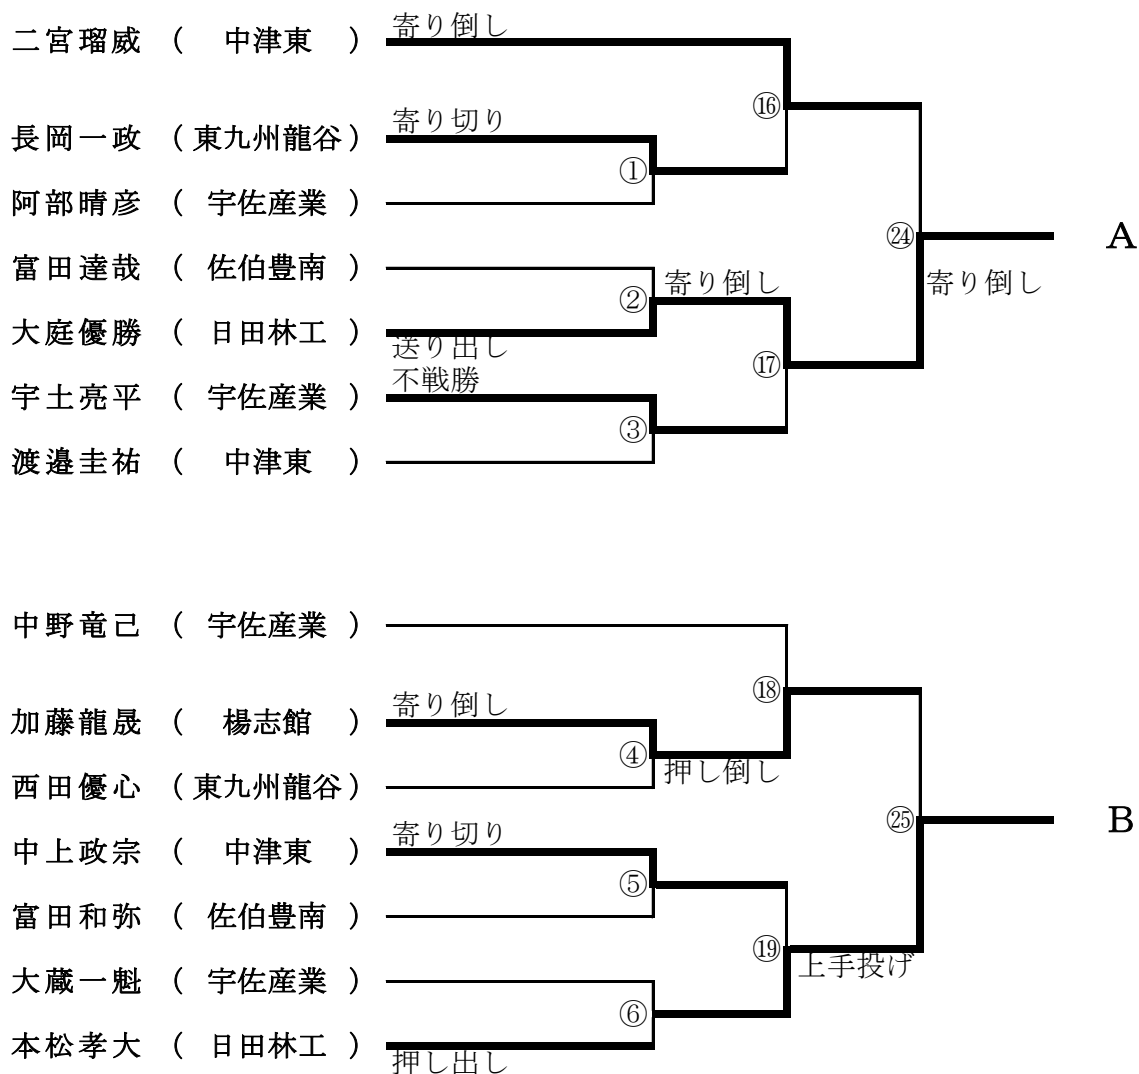 寄り倒し
二宮瑠威 ( 中津東 )
⑯
寄り切り
長岡一政 ( 東九州龍谷 )
①
阿部晴彦 ( 宇佐産業 )
㉔ A
富田達哉 ( 佐伯豊南 )
寄り倒し 寄り倒し
②
大庭優勝 ( 日田林工 )
送り出し
⑰
不戦勝
宇土亮平 ( 宇佐産業 )
③
渡邉圭祐 ( 中津東 )
中野竜己 ( 宇佐産業 )
⑱
寄り倒し
加藤龍晟 ( 楊志館 )
④
押し倒し
西田優心 ( 東九州龍谷 )
㉕ B
寄り切り
中上政宗 ( 中津東 )
⑤
富田和弥 ( 佐伯豊南 )
⑲
上手投げ
大蔵一魁 ( 宇佐産業 )
⑥
本松孝大 ( 日田林工 )
押し出し